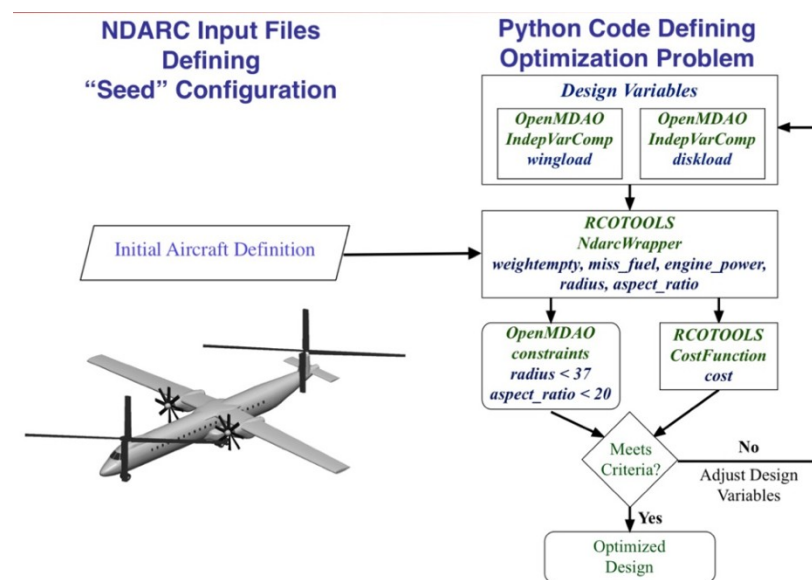 NDARC Input Files
Defining
“Seed” Configuration
Python Code Defining
Optimization Problem
Design Variables
OpenMDAO
IndepVarComp
wingload
OpenMDAO
IndepVarComp
diskload
Initial Aircraft Definition
RCOTOOLS
NdarcWrapper
weightempty, miss_fuel, engine_power,
radius, aspect_ratio
OpenMDAO
constraints
radius < 37
aspect_ratio < 20
RCOTOOLS
CostFunction
cost
Meets
Criteria?
No
Adjust Design
Variables
Yes
Optimized
Design